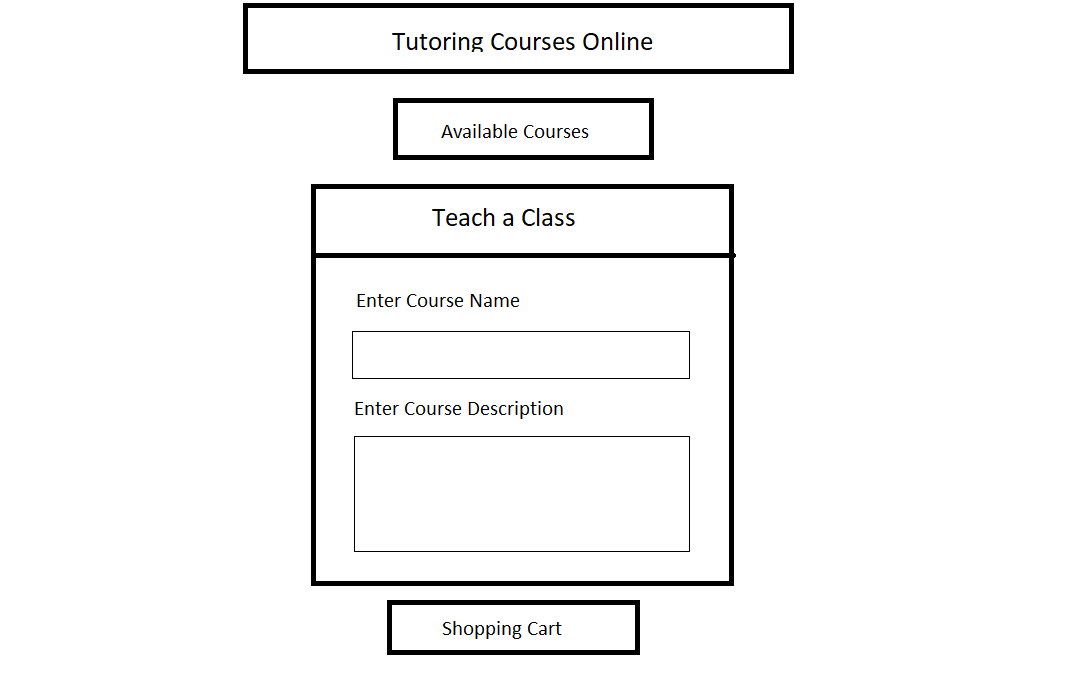 Tutoring Courses Online
Available Courses
Teach a Class
Enter Course Name
Enter Course Description
Shopping Cart